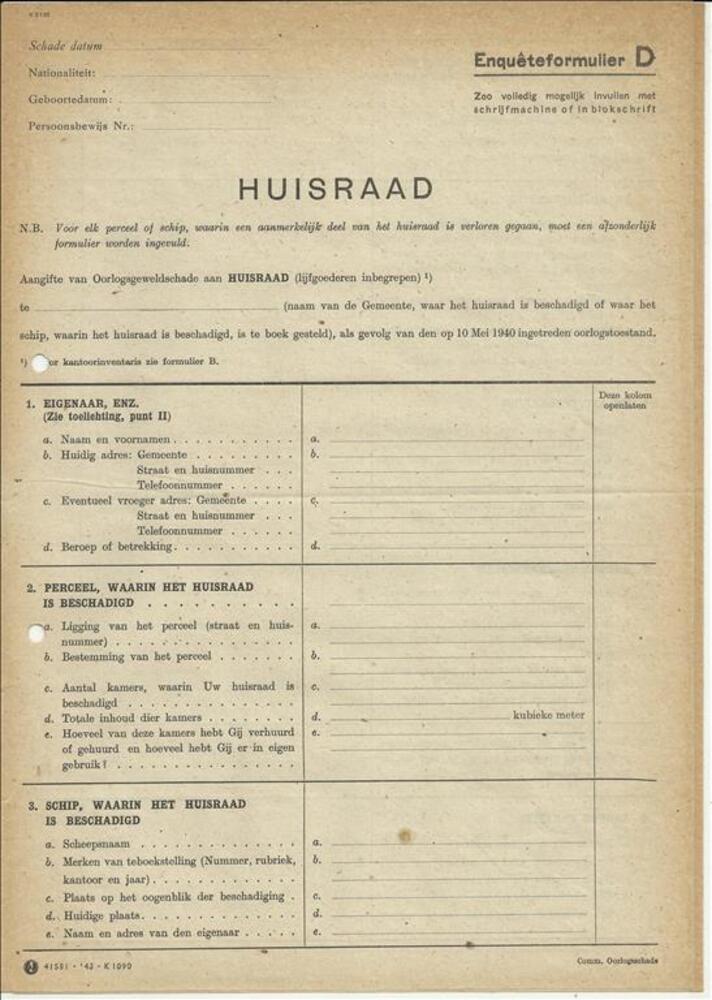 Schade datum
Nationaliteit:
Geboortedatum:
Persoonsbewijs Nr.:
Enquêteformulier D
Zoo volledig mogelijk invullen met
schrijfmachine of in blokschrift
HUISRAAD
N.B. Voor elk perceel of schip, waarin een aanmerkelijk deel van het huisraad is verloren gegaan, moet een afzonderlijk
formulier worden ingevuld.
Aangifte van Oorlogsgeweldschade aan HUISRAAD (lijfgoederen inbegrepen) ¹)
te (naam van de Gemeente, waar het huisraad is beschadigd of waar het
schip, waarin het huisraad is beschadigd, is te boek gesteld), als gevolg van den op 10 Mei 1940 ingetreden oorlogstoestand.
¹) or kantoorinventaris zie formulier B.
Deze kolom
openlaten
1. EIGENAAR, ENZ.
(Zie toelichting, punt II)
a. Naam en voornamen . . . . . . . . . . . a.
b. Huidig adres: Gemeente . . . . . . . . . b.
Straat en huisnummer . . .
Telefoonnummer . . . . . .
c. Eventueel vroeger adres: Gemeente . . . . c.
Straat en huisnummer . . .
Telefoonnummer . . . . . .
d. Beroep of betrekking . . . . . . . . . . . d.
2. PERCEEL, WAARIN HET HUISRAAD
IS BESCHADIGD . . . . . . . . . .
a. Ligging van het perceel (straat en huis- a.
nummer) . . . . . . . . . . . . . . . .
b. Bestemming van het perceel . . . . . . . b.
c. Aantal kamers, waarin Uw huisraad is c.
beschadigd . . . . . . . . . . . . . . .
d. Totale inhoud dier kamers . . . . . . . . d. kubieke meter
e. Hoeveel van deze kamers hebt Gij verhuurd e.
of gehuurd en hoeveel hebt Gij er in eigen
gebruik? . . . . . . . . . . . . . . . .
3. SCHIP, WAARIN HET HUISRAAD
IS BESCHADIGD
a. Scheepsnaam . . . . . . . . . . . . . . a.
b. Merken van teboekstelling (Nummer, rubriek, b.
kantoor en jaar) . . . . . . . . . . . . .
c. Plaats op het oogenblik der beschadiging . c.
d. Huidige plaats . . . . . . . . . . . . . . d.
e. Naam en adres van den eigenaar . . . . . e.
41581 - '43 - K 1090
Comm. Oorlogsschade